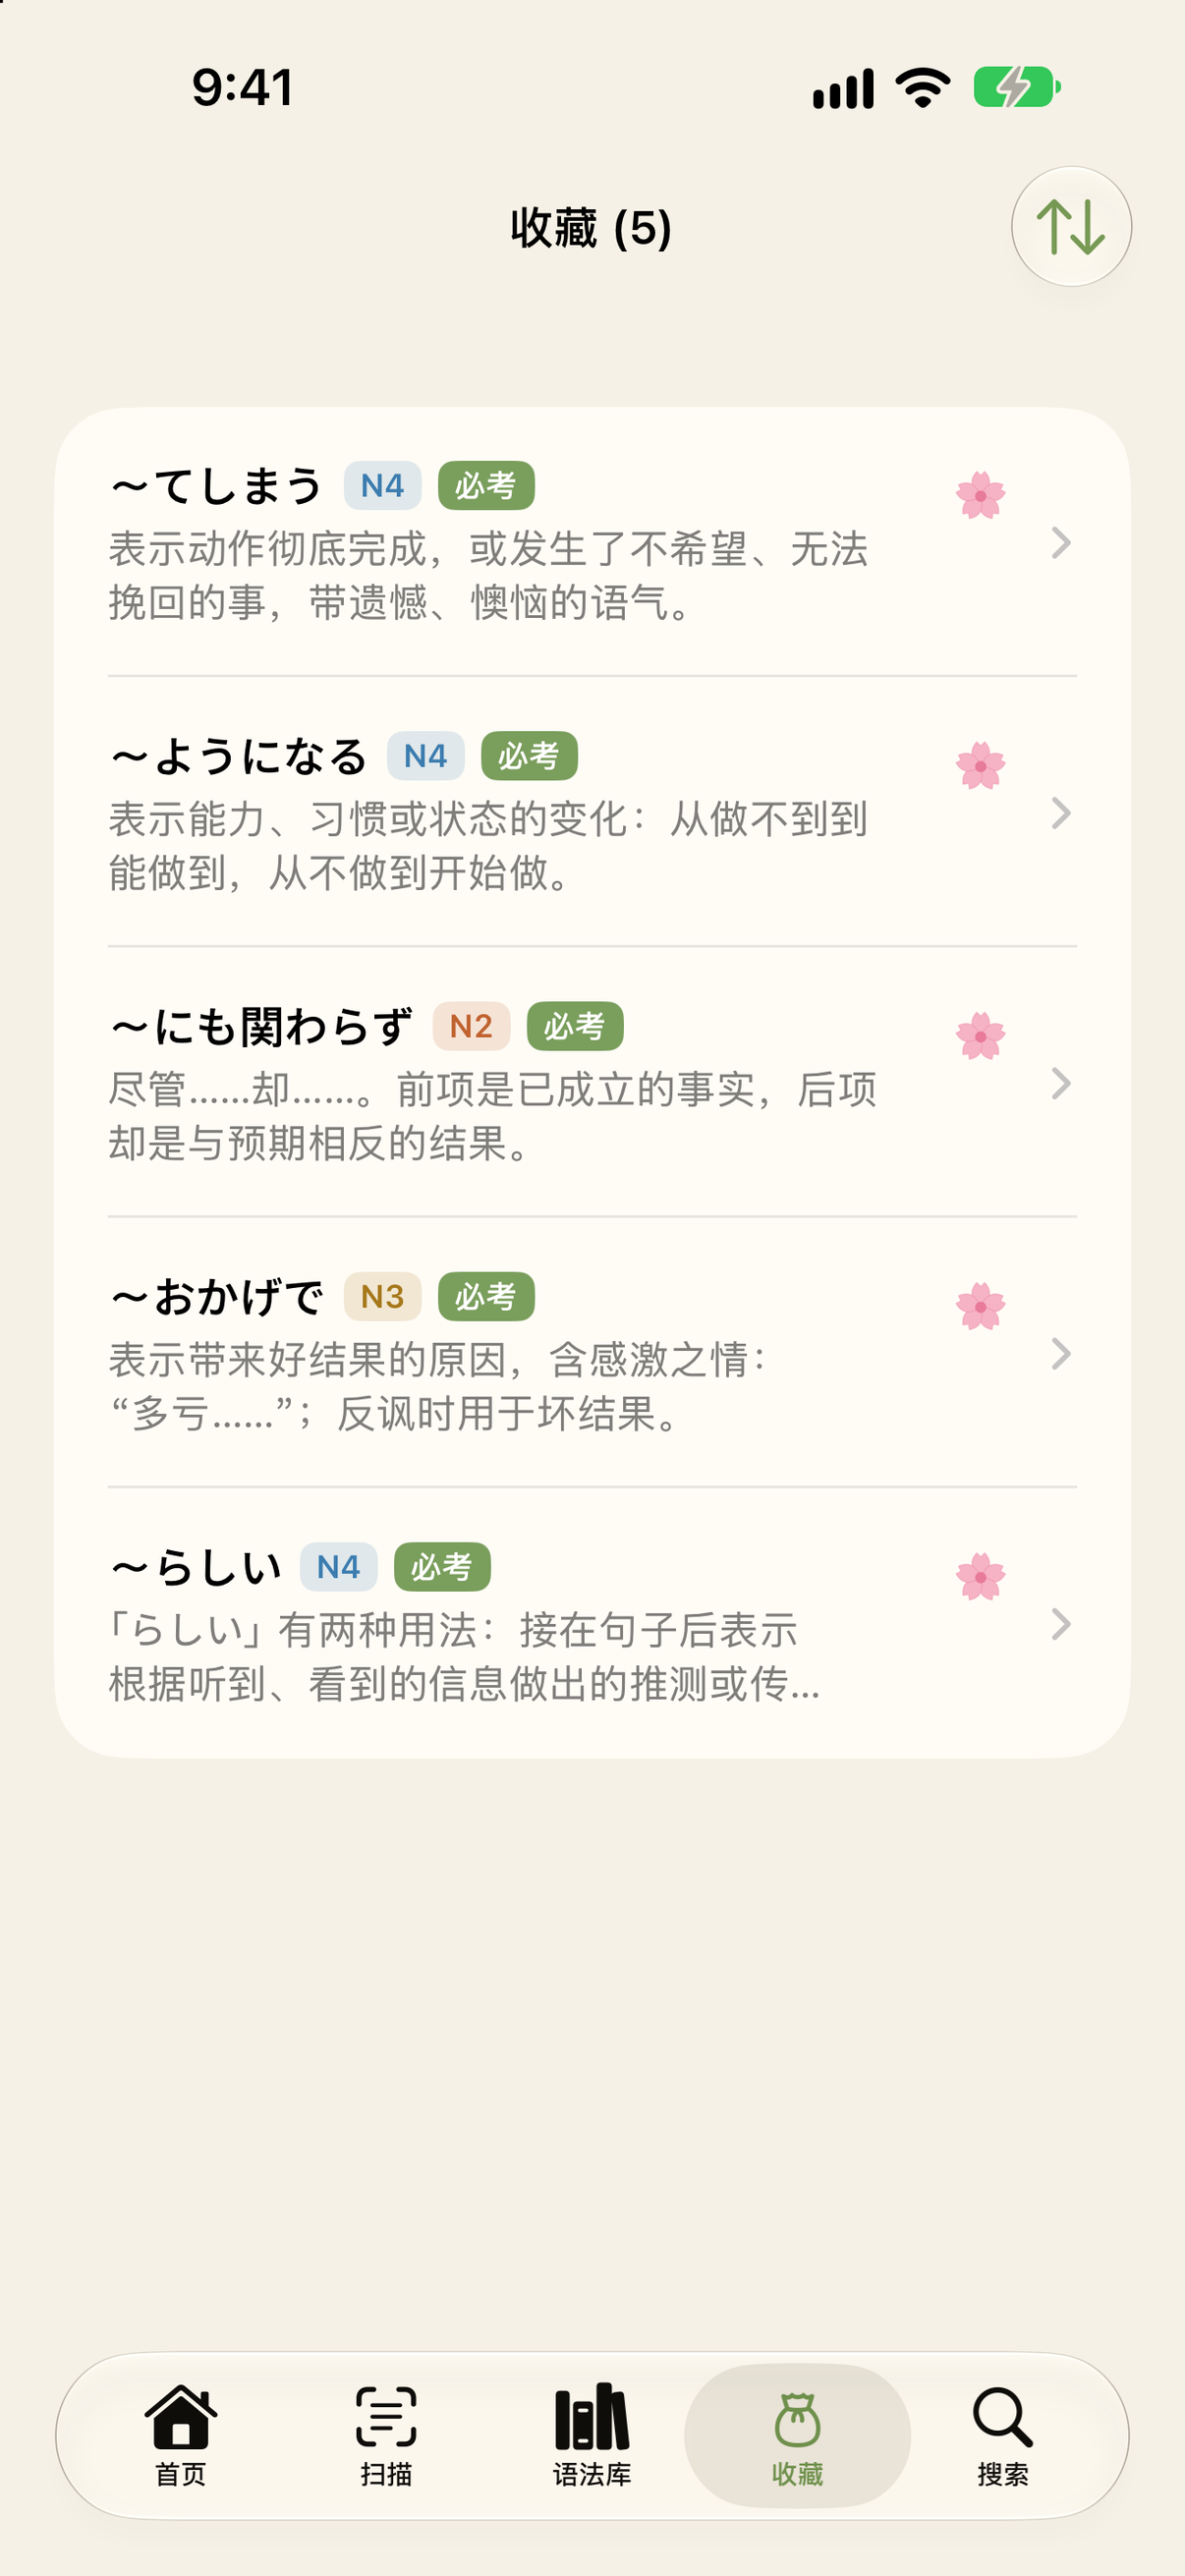 9:41
收藏 (5)
～てしまう N4 必考
表示动作彻底完成，或发生了不希望、无法
挽回的事，带遗憾、懊恼的语气。
～ようになる N4 必考
表示能力、习惯或状态的变化：从做不到到
能做到，从不做到开始做。
～にも関わらず N2 必考
尽管……却……。前项是已成立的事实，后项
却是与预期相反的结果。
～おかげで N3 必考
表示带来好结果的原因，含感激之情：
“多亏……”；反讽时用于坏结果。
～らしい N4 必考
「らしい」有两种用法：接在句子后表示
根据听到、看到的信息做出的推测或传...
首页 扫描 语法库 收藏 搜索